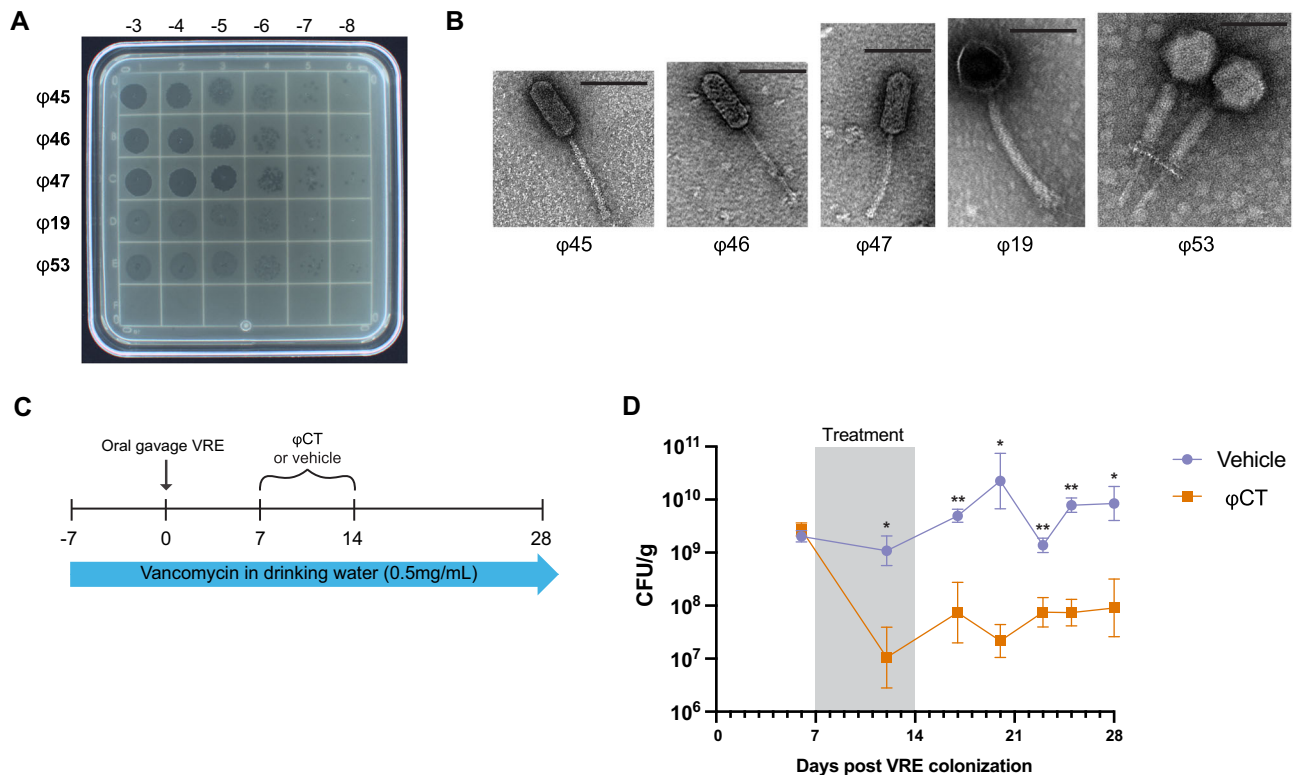 A
-3 -4 -5 -6 -7 -8
φ45
φ46
φ47
φ19
φ53
B
φ45 φ46 φ47 φ19 φ53
C
Oral gavage VRE
φCT
or vehicle
-7 0 7 14 28
Vancomycin in drinking water (0.5mg/mL)
D
Treatment
CFU/g
10¹¹
10¹⁰
10⁹
10⁸
10⁷
10⁶
* ** * ** ** *
0 7 14 21 28
Days post VRE colonization
Vehicle
φCT